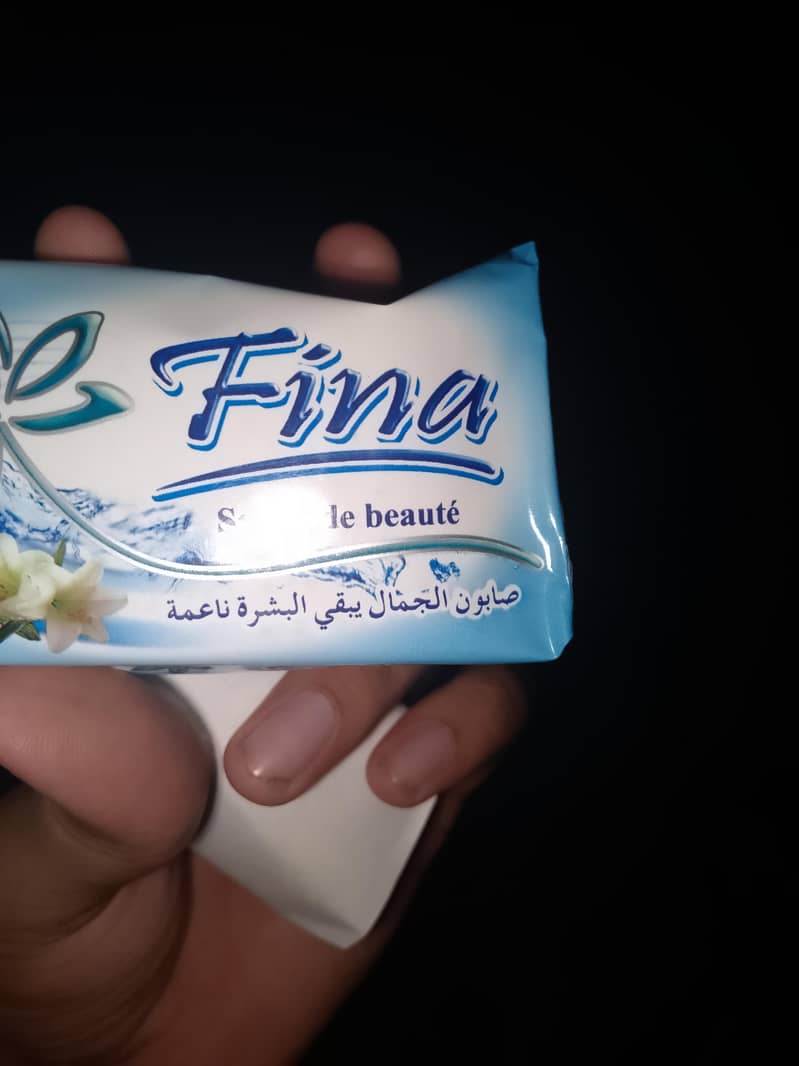 Fina
de beauté
صابون الجمال يبقي البشرة ناعمة